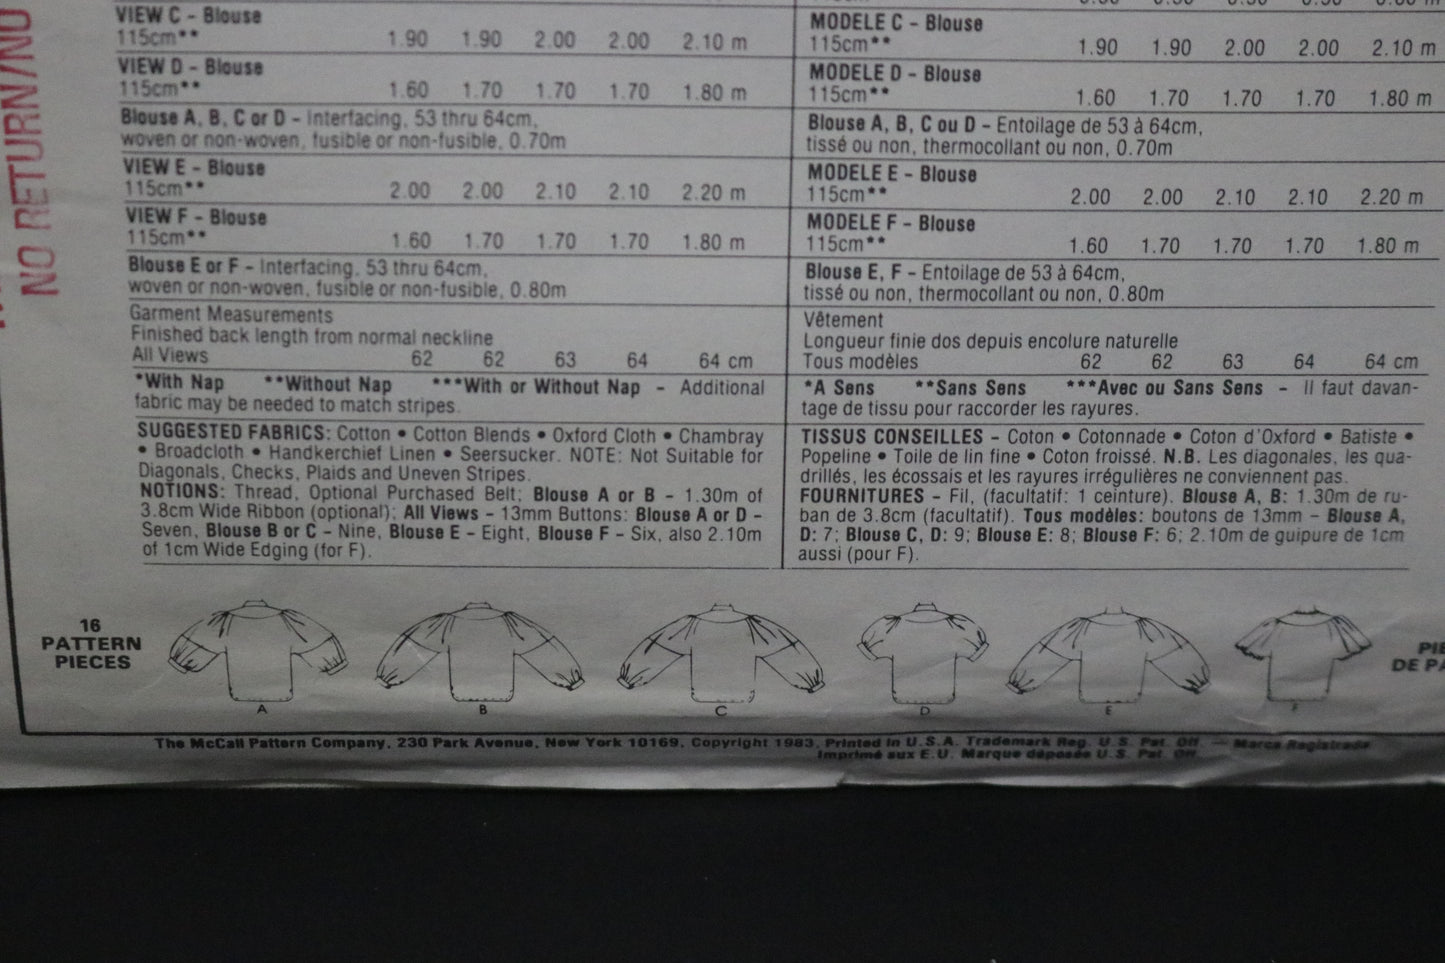 NO RETURN/NO
VIEW C - Blouse
115cm** 1.90 1.90 2.00 2.00 2.10 m
VIEW D - Blouse
115cm** 1.60 1.70 1.70 1.70 1.80 m
Blouse A, B, C or D - Interfacing, 53 thru 64cm,
woven or non-woven, fusible or non-fusible, 0.70m
VIEW E - Blouse
115cm** 2.00 2.00 2.10 2.10 2.20 m
VIEW F - Blouse
115cm** 1.60 1.70 1.70 1.70 1.80 m
Blouse E or F - Interfacing, 53 thru 64cm,
woven or non-woven, fusible or non-fusible, 0.80m
Garment Measurements
Finished back length from normal neckline
All Views 62 62 63 64 64 cm
*With Nap **Without Nap ***With or Without Nap - Additional
fabric may be needed to match stripes.
SUGGESTED FABRICS: Cotton • Cotton Blends • Oxford Cloth • Chambray
• Broadcloth • Handkerchief Linen • Seersucker. NOTE: Not Suitable for
Diagonals, Checks, Plaids and Uneven Stripes.
NOTIONS: Thread, Optional Purchased Belt; Blouse A or B - 1.30m of
3.8cm Wide Ribbon (optional); All Views - 13mm Buttons: Blouse A or D -
Seven, Blouse B or C - Nine, Blouse E - Eight, Blouse F - Six, also 2.10m
of 1cm Wide Edging (for F).
MODELE C - Blouse
115cm** 1.90 1.90 2.00 2.00 2.10 m
MODELE D - Blouse
115cm** 1.60 1.70 1.70 1.70 1.80 m
Blouse A, B, C ou D - Entoilage de 53 à 64cm,
tissé ou non, thermocollant ou non, 0.70m
MODELE E - Blouse
115cm** 2.00 2.00 2.10 2.10 2.20 m
MODELE F - Blouse
115cm** 1.60 1.70 1.70 1.70 1.80 m
Blouse E, F - Entoilage de 53 à 64cm,
tissé ou non, thermocollant ou non, 0.80m
Vêtement
Longueur finie dos depuis encolure naturelle
Tous modèles 62 62 63 64 64 cm
*A Sens **Sans Sens ***Avec ou Sans Sens - Il faut davan-
tage de tissu pour raccorder les rayures.
TISSUS CONSEILLES - Coton • Cotonnade • Coton d'Oxford • Batiste •
Popeline • Toile de lin fine • Coton froissé. N.B. Les diagonales, les qua-
drillés, les écossais et les rayures irrégulières ne conviennent pas.
FOURNITURES - Fil, (facultatif: 1 ceinture). Blouse A, B: 1.30m de ru-
ban de 3.8cm (facultatif). Tous modèles: boutons de 13mm - Blouse A,
D: 7; Blouse C, D: 9; Blouse E: 8; Blouse F: 6; 2.10m de guipure de 1cm
aussi (pour F).
16
PATTERN
PIECES
A B C D E F
PIE
DE PA
The McCall Pattern Company, 230 Park Avenue, New York 10169, Copyright 1983, Printed in U.S.A. Trademark Reg. U.S. Pat. Off. — Marca Registrada
Imprimé aux E.U. Marque déposée U.S. Pat. Off.